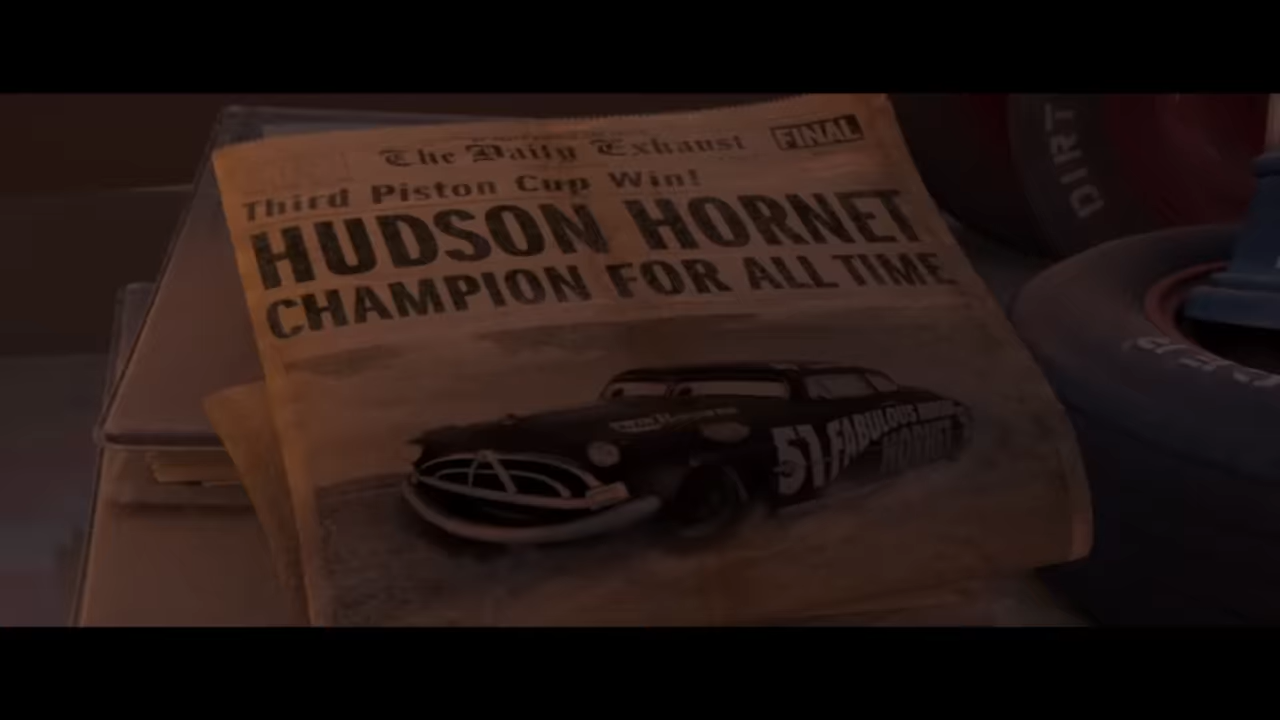 The Daily Exhaust
FINAL
Third Piston Cup Win!
HUDSON HORNET
CHAMPION FOR ALL TIME
51 FABULOUS
HORNET
DIRT